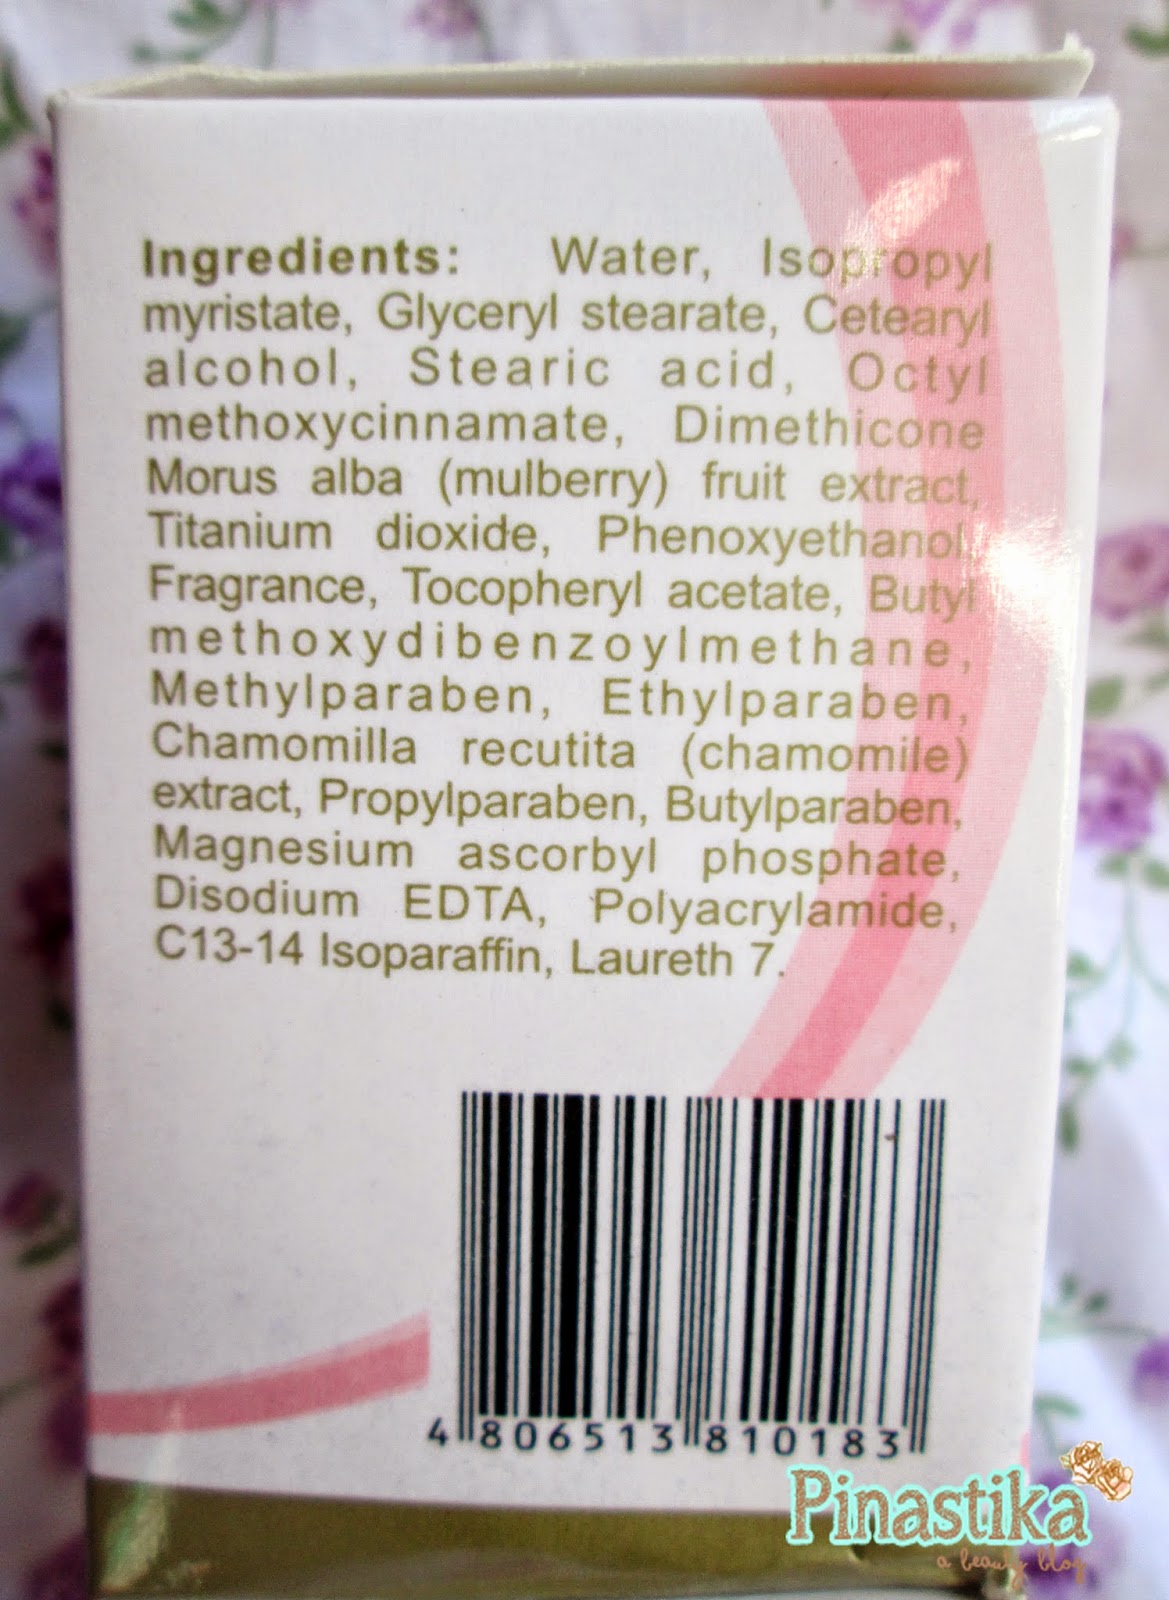 Ingredients: Water, Isopropyl
myristate, Glyceryl stearate, Cetearyl
alcohol, Stearic acid, Octyl
methoxycinnamate, Dimethicone
Morus alba (mulberry) fruit extract,
Titanium dioxide, Phenoxyethanol,
Fragrance, Tocopheryl acetate, Butyl
methoxydibenzoylmethane,
Methylparaben, Ethylparaben,
Chamomilla recutita (chamomile)
extract, Propylparaben, Butylparaben,
Magnesium ascorbyl phosphate,
Disodium EDTA, Polyacrylamide,
C13-14 Isoparaffin, Laureth 7.
4 806513 810183
Pinastika
a beauty blog